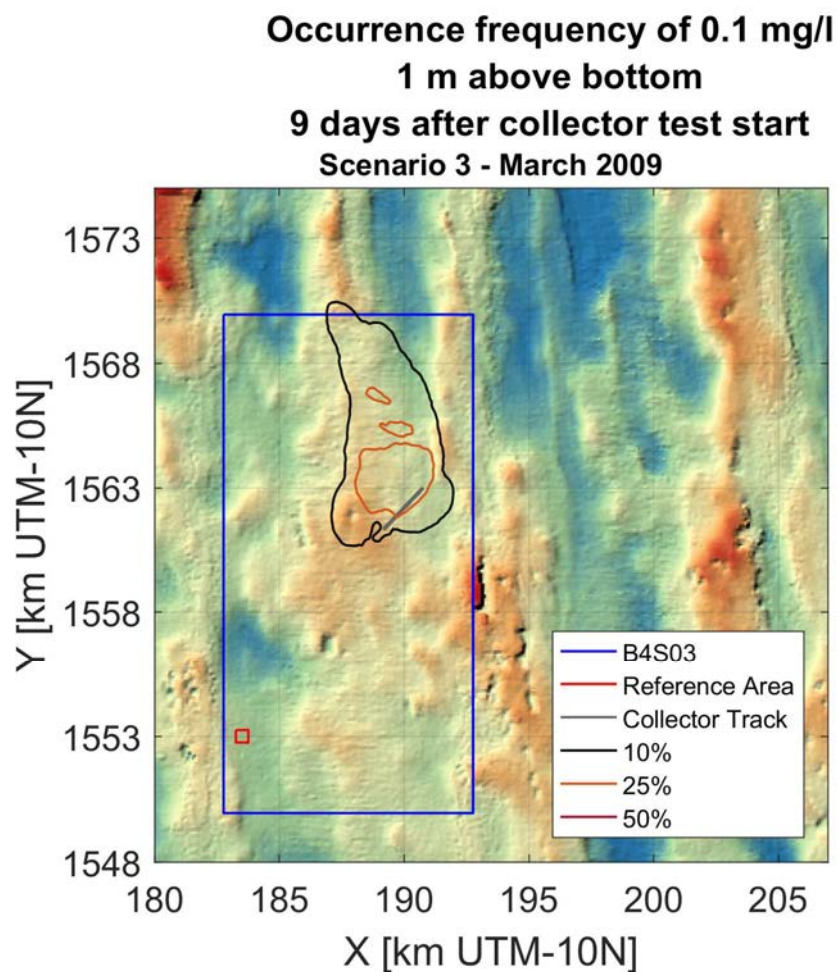 Occurrence frequency of 0.1 mg/l
1 m above bottom
9 days after collector test start
Scenario 3 - March 2009
1573
1568
1563
1558
1553
1548
Y [km UTM-10N]
180 185 190 195 200 205
X [km UTM-10N]
B4S03
Reference Area
Collector Track
10%
25%
50%